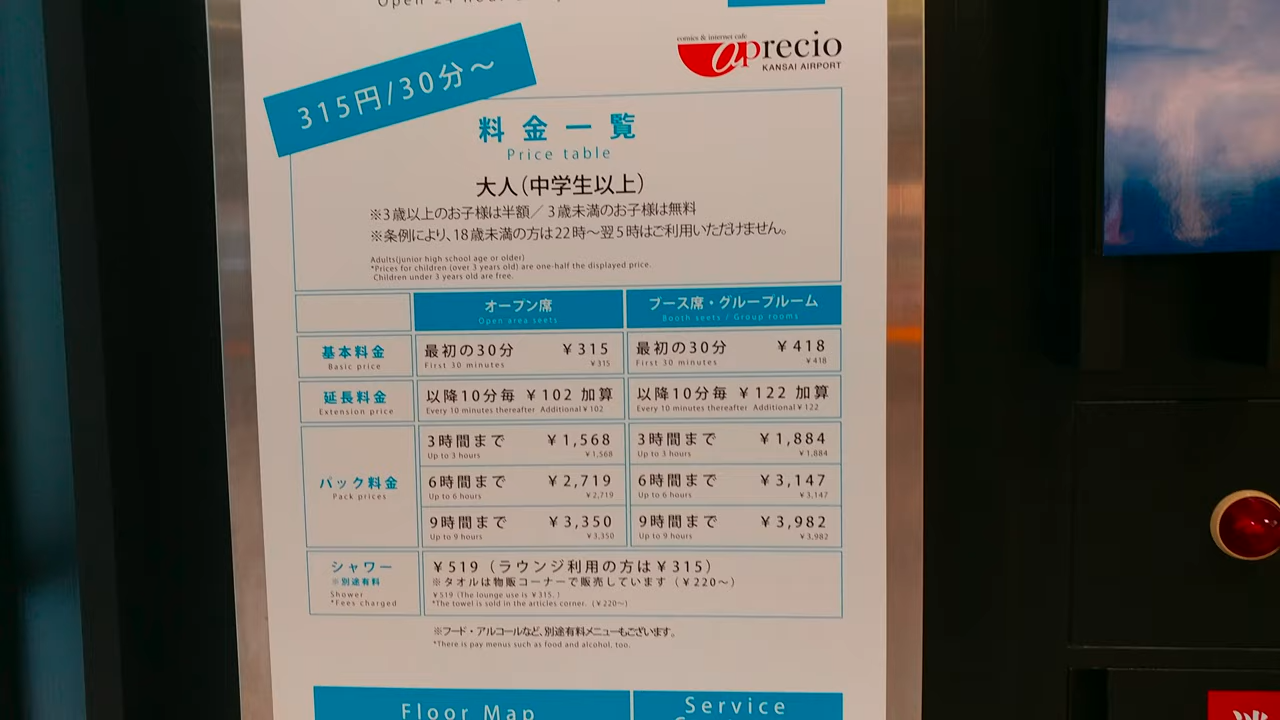 comics & internet cafe
aprecio
KANSAI AIRPORT
315円/30分～
料金一覧
Price table
大人(中学生以上)
※3歳以上のお子様は半額／3歳未満のお子様は無料
※条例により、18歳未満の方は22時～翌5時はご利用いただけません。
Adults(junior high school age or older)
*Prices for children (over 3 years old) are one-half the displayed price.
Children under 3 years old are free.
オープン席
Open area seets
ブース席・グループルーム
Booth seets / Group rooms
基本料金
Basic price
最初の30分 ¥315
First 30 minutes ¥315
最初の30分 ¥418
First 30 minutes ¥418
延長料金
Extension price
以降10分毎 ¥102 加算
Every 10 minutes thereafter Additional¥102
以降10分毎 ¥122 加算
Every 10 minutes thereafter Additional¥122
パック料金
Pack prices
3時間まで ¥1,568
Up to 3 hours ¥1,568
3時間まで ¥1,884
Up to 3 hours ¥1,884
6時間まで ¥2,719
Up to 6 hours ¥2,719
6時間まで ¥3,147
Up to 6 hours ¥3,147
9時間まで ¥3,350
Up to 9 hours ¥3,350
9時間まで ¥3,982
Up to 9 hours ¥3,982
シャワー
※別途有料
Shower
*Fees charged
¥519（ラウンジ利用の方は¥315）
※タオルは物販コーナーで販売しています（¥220～）
¥519 (The lounge use is ¥315. )
*The towel is sold in the articles corner. (¥220～)
※フード・アルコールなど、別途有料メニューもございます。
*There is pay menus such as food and alcohol, too.
Floor Map
Service